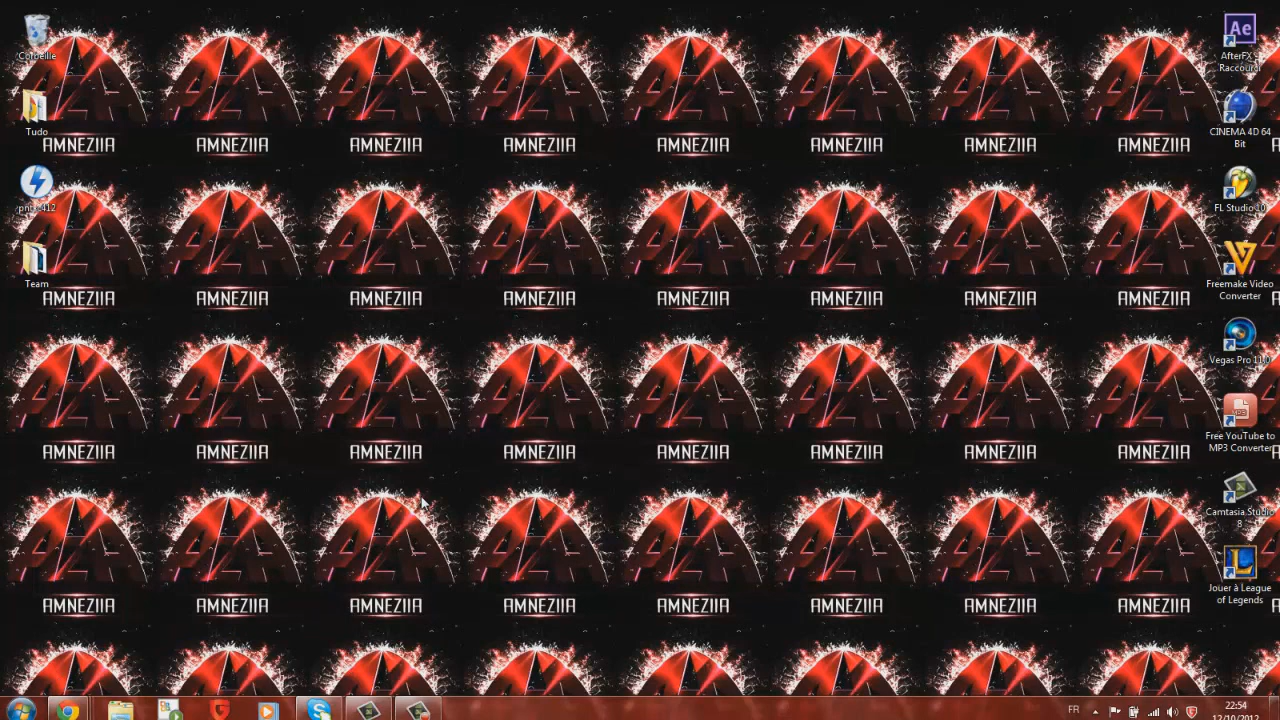 Corbeille
Tudo
Team
AfterFX -
Raccourci
CINEMA 4D 64
Bit
FL Studio 10
Freemake Video
Converter
Vegas Pro 11.0
Free YouTube to
MP3 Converter
Camtasia Studio
8
Jouer à League
of Legends
AMNEZIIA AMNEZIIA AMNEZIIA AMNEZIIA AMNEZIIA AMNEZIIA AMNEZIIA AMNEZIIA
AMNEZIIA AMNEZIIA AMNEZIIA AMNEZIIA AMNEZIIA AMNEZIIA AMNEZIIA AMNEZIIA
AMNEZIIA AMNEZIIA AMNEZIIA AMNEZIIA AMNEZIIA AMNEZIIA AMNEZIIA AMNEZIIA
AMNEZIIA AMNEZIIA AMNEZIIA AMNEZIIA AMNEZIIA AMNEZIIA AMNEZIIA AMNEZIIA
FR
22:54
12/10/2012